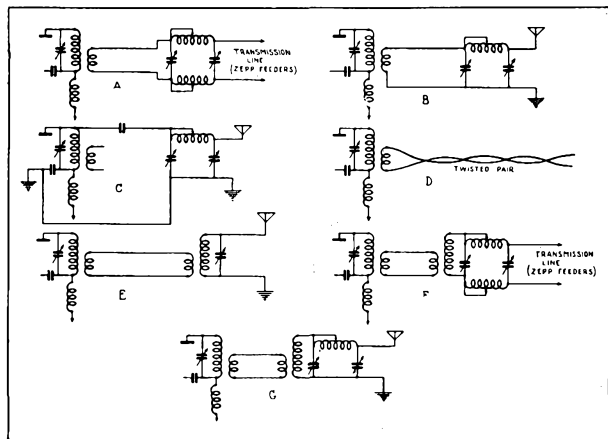 TRANSMISSION
LINE
(ZEPP FEEDERS)
A
B
C
D
TWISTED PAIR
E
TRANSMISSION
LINE
(ZEPP FEEDERS)
F
G